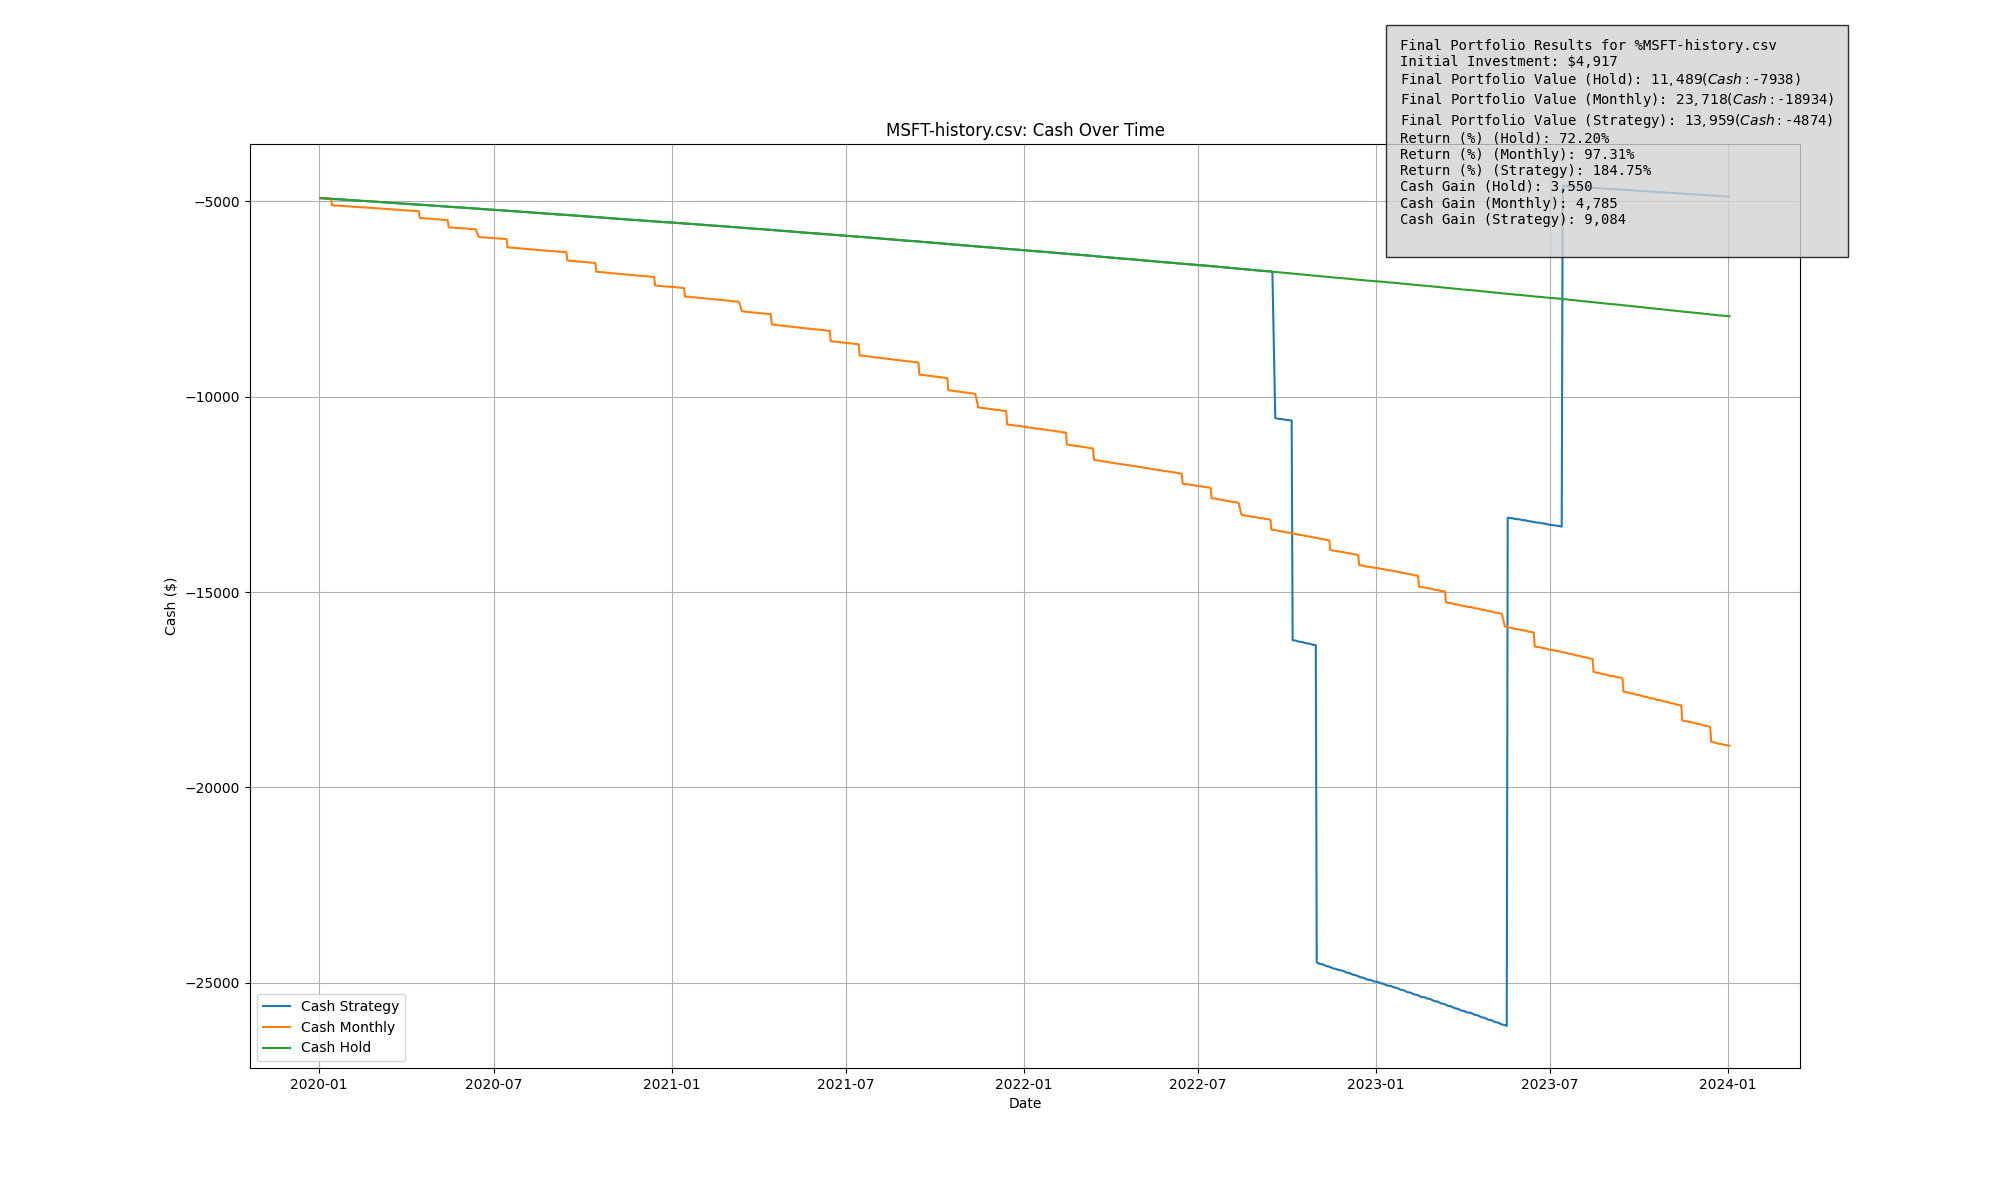 Final Portfolio Results for %MSFT-history.csv
Initial Investment: $4,917
Final Portfolio Value (Hold): 11,489(Cash:-7938)
Final Portfolio Value (Monthly): 23,718(Cash:-18934)
Final Portfolio Value (Strategy): 13,959(Cash:-4874)
Return (%) (Hold): 72.20%
Return (%) (Monthly): 97.31%
Return (%) (Strategy): 184.75%
Cash Gain (Hold): 3,550
Cash Gain (Monthly): 4,785
Cash Gain (Strategy): 9,084
MSFT-history.csv: Cash Over Time
−5000
−10000
−15000
−20000
−25000
Cash ($)
Cash Strategy
Cash Monthly
Cash Hold
2020-01 2020-07 2021-01 2021-07 2022-01 2022-07 2023-01 2023-07 2024-01
Date